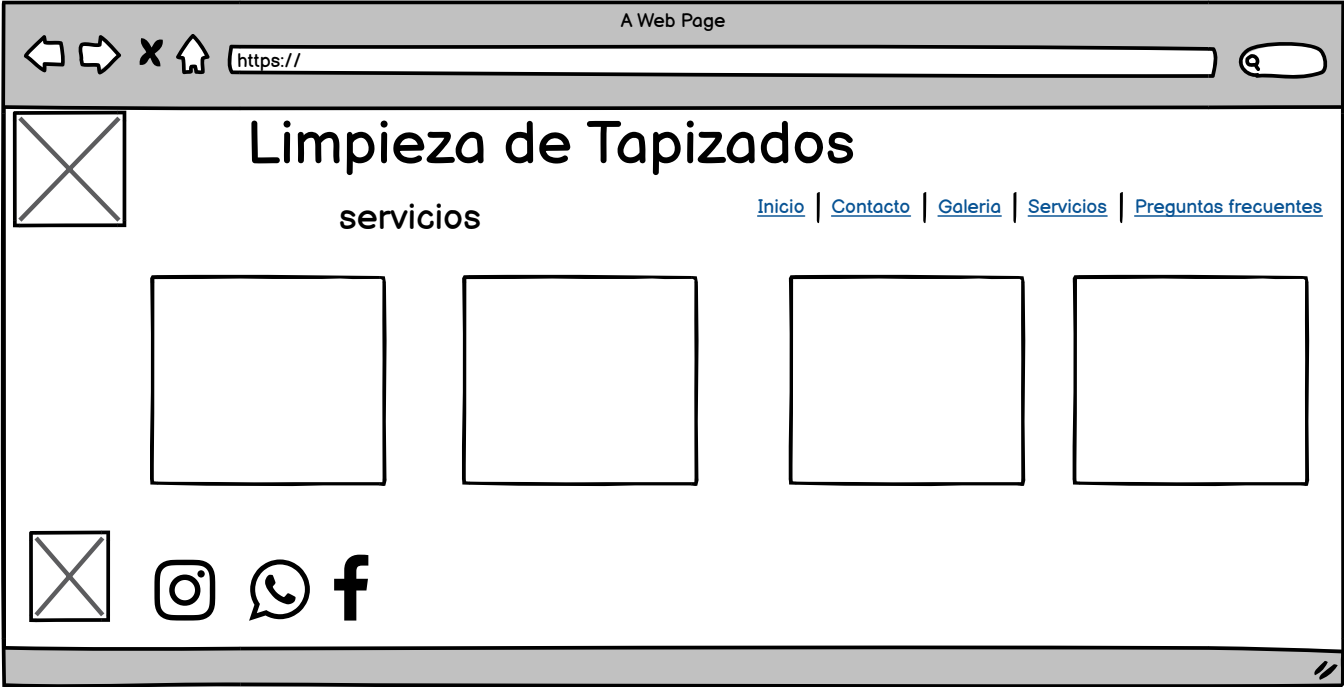 A Web Page
https://
Limpieza de Tapizados
servicios
Inicio | Contacto | Galeria | Servicios | Preguntas frecuentes